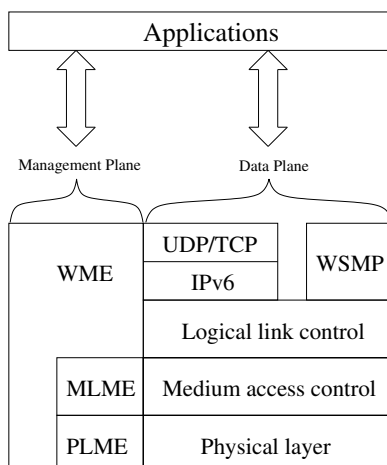 Applications
Management Plane
Data Plane
UDP/TCP
WME
WSMP
IPv6
Logical link control
MLME
Medium access control
PLME
Physical layer